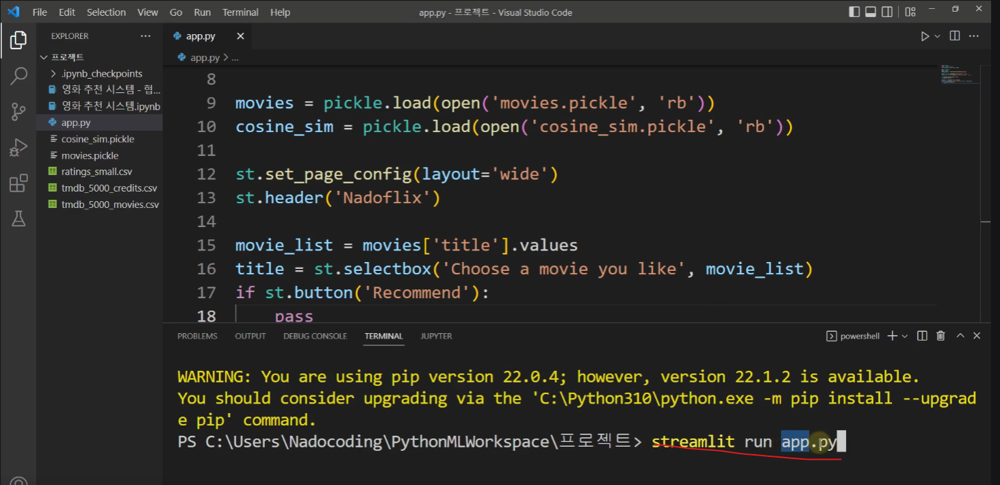 File Edit Selection View Go Run Terminal Help app.py - 프로젝트 - Visual Studio Code
EXPLORER
프로젝트
.ipynb_checkpoints
영화 추천 시스템 - 협...
영화 추천 시스템.ipynb
app.py
cosine_sim.pickle
movies.pickle
ratings_small.csv
tmdb_5000_credits.csv
tmdb_5000_movies.csv
app.py
app.py > ...
8
9 movies = pickle.load(open('movies.pickle', 'rb'))
10 cosine_sim = pickle.load(open('cosine_sim.pickle', 'rb'))
11
12 st.set_page_config(layout='wide')
13 st.header('Nadoflix')
14
15 movie_list = movies['title'].values
16 title = st.selectbox('Choose a movie you like', movie_list)
17 if st.button('Recommend'):
18 pass
PROBLEMS OUTPUT DEBUG CONSOLE TERMINAL JUPYTER powershell
WARNING: You are using pip version 22.0.4; however, version 22.1.2 is available.
You should consider upgrading via the 'C:\Python310\python.exe -m pip install --upgrad
e pip' command.
PS C:\Users\Nadocoding\PythonMLWorkspace\프로젝트> streamlit run app.py